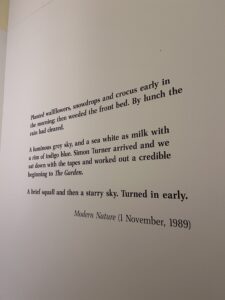 Planted wallflowers, snowdrops and crocus early in
the morning; then weeded the front bed. By lunch the
rain had cleared.
A luminous grey sky, and a sea white as milk with
a rim of indigo blue. Simon Turner arrived and we
sat down with the tapes and worked out a credible
beginning to The Garden.
A brief squall and then a starry sky. Turned in early.
Modern Nature (1 November, 1989)